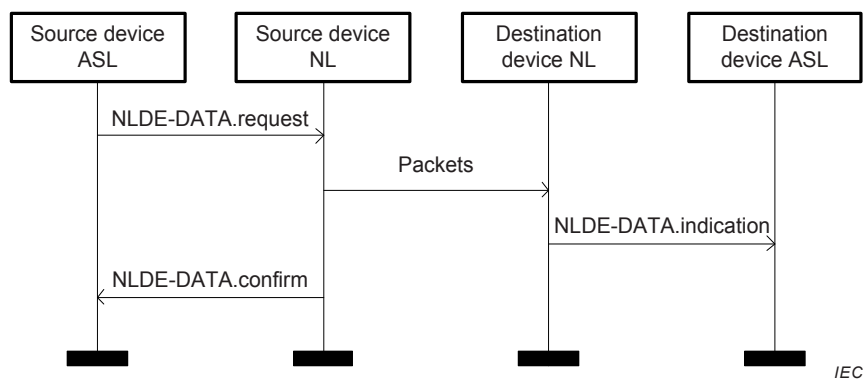 Source device
ASL
Source device
NL
Destination
device NL
Destination
device ASL
NLDE-DATA.request
Packets
NLDE-DATA.indication
NLDE-DATA.confirm
IEC